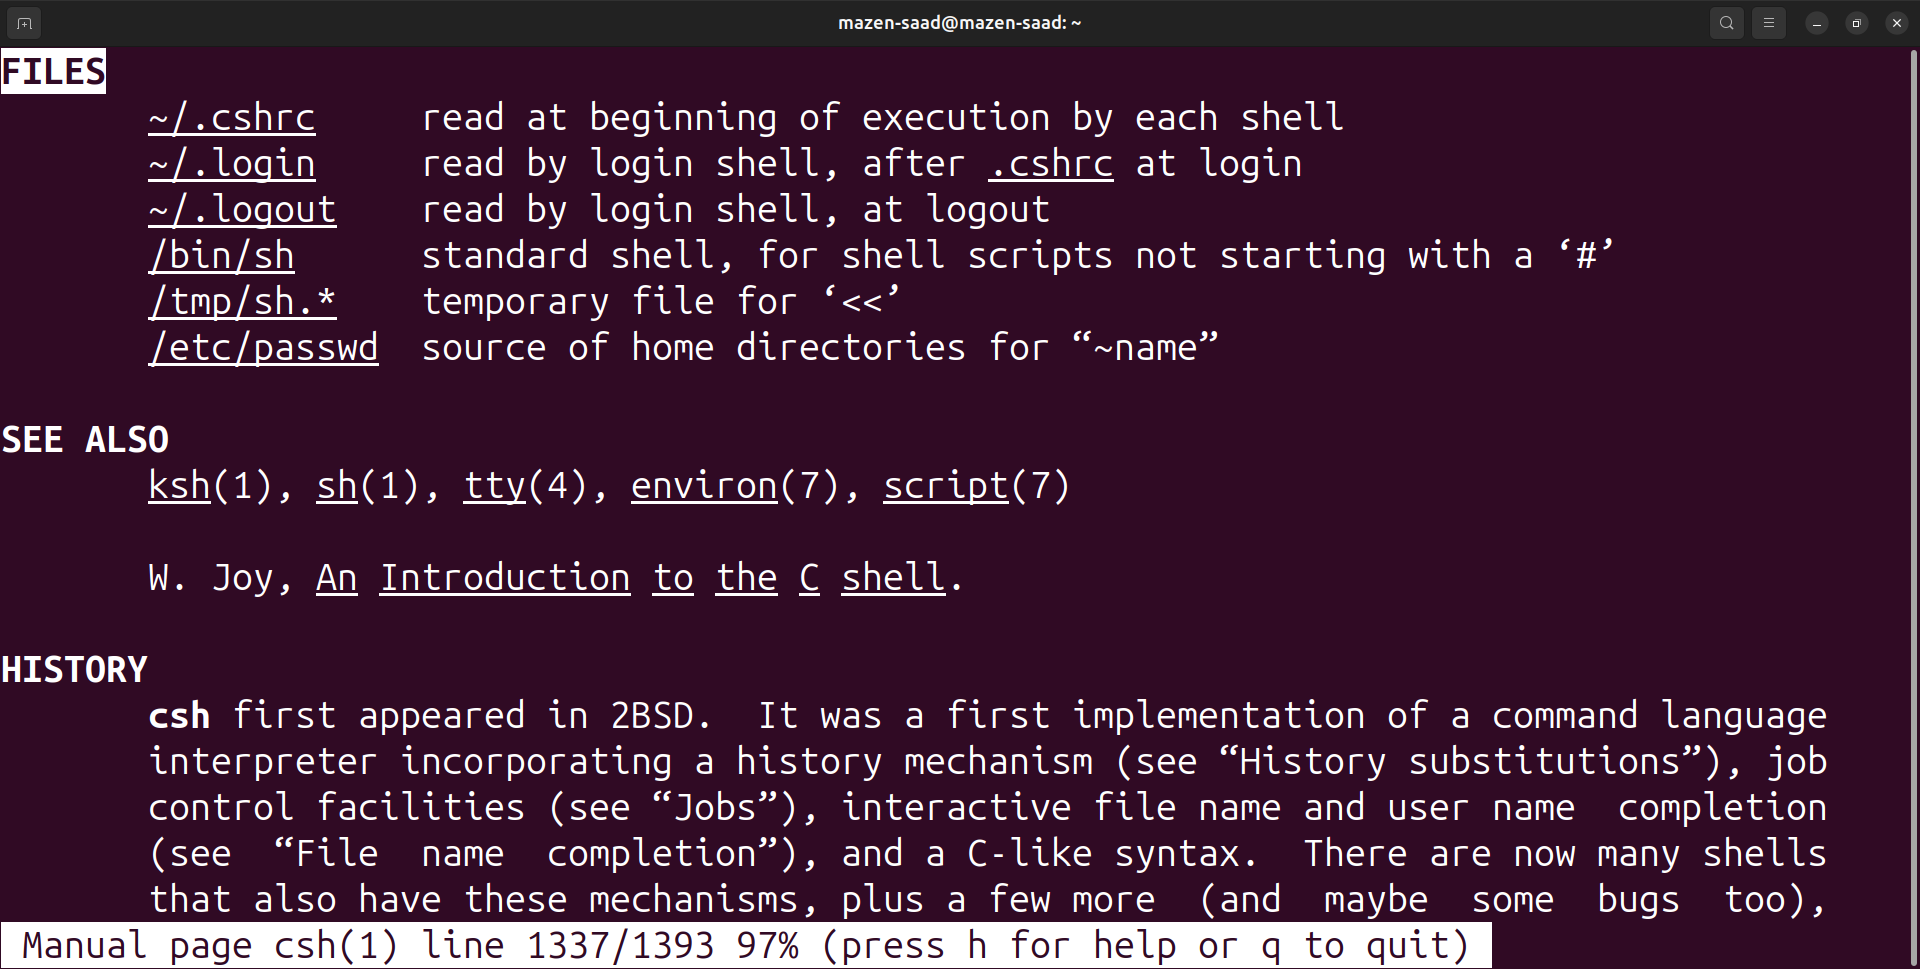 mazen-saad@mazen-saad: ~
FILES
~/.cshrc read at beginning of execution by each shell
~/.login read by login shell, after .cshrc at login
~/.logout read by login shell, at logout
/bin/sh standard shell, for shell scripts not starting with a ‘#’
/tmp/sh.* temporary file for ‘<<’
/etc/passwd source of home directories for “~name”
SEE ALSO
ksh(1), sh(1), tty(4), environ(7), script(7)
W. Joy, An Introduction to the C shell.
HISTORY
csh first appeared in 2BSD. It was a first implementation of a command language
interpreter incorporating a history mechanism (see “History substitutions”), job
control facilities (see “Jobs”), interactive file name and user name completion
(see “File name completion”), and a C-like syntax. There are now many shells
that also have these mechanisms, plus a few more (and maybe some bugs too),
Manual page csh(1) line 1337/1393 97% (press h for help or q to quit)